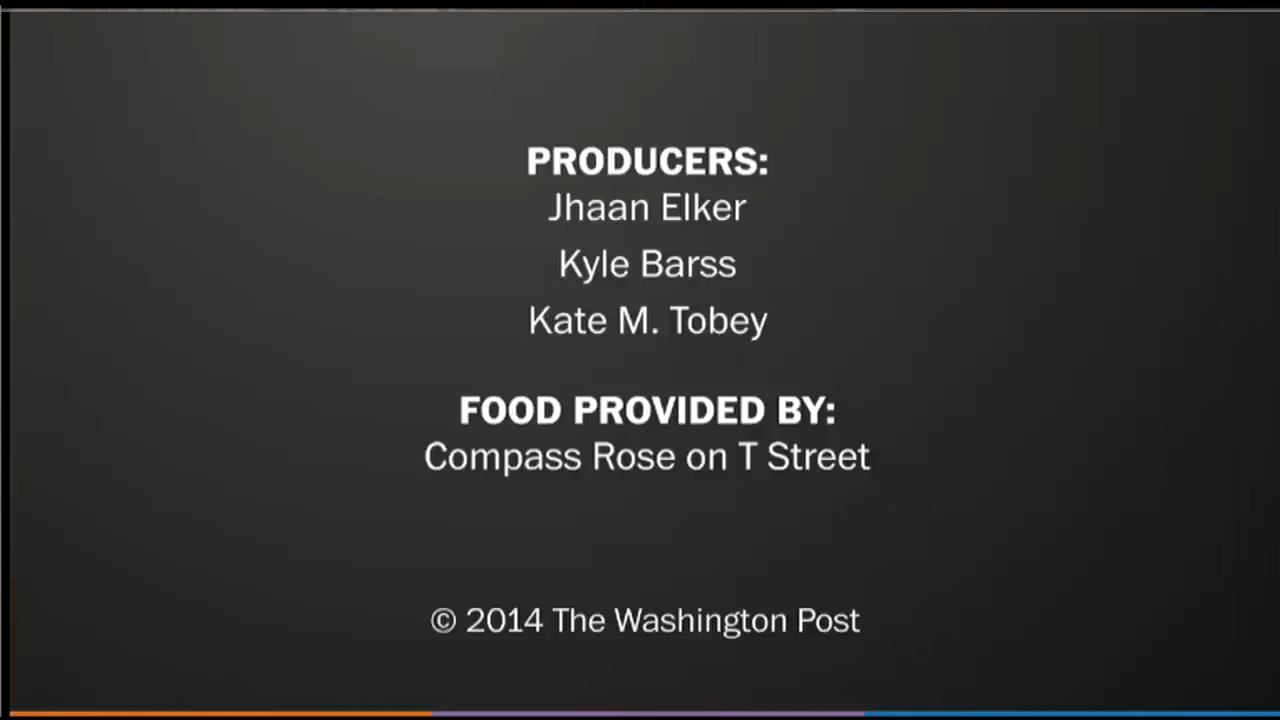 PRODUCERS:
Jhaan Elker
Kyle Barss
Kate M. Tobey
FOOD PROVIDED BY:
Compass Rose on T Street
© 2014 The Washington Post